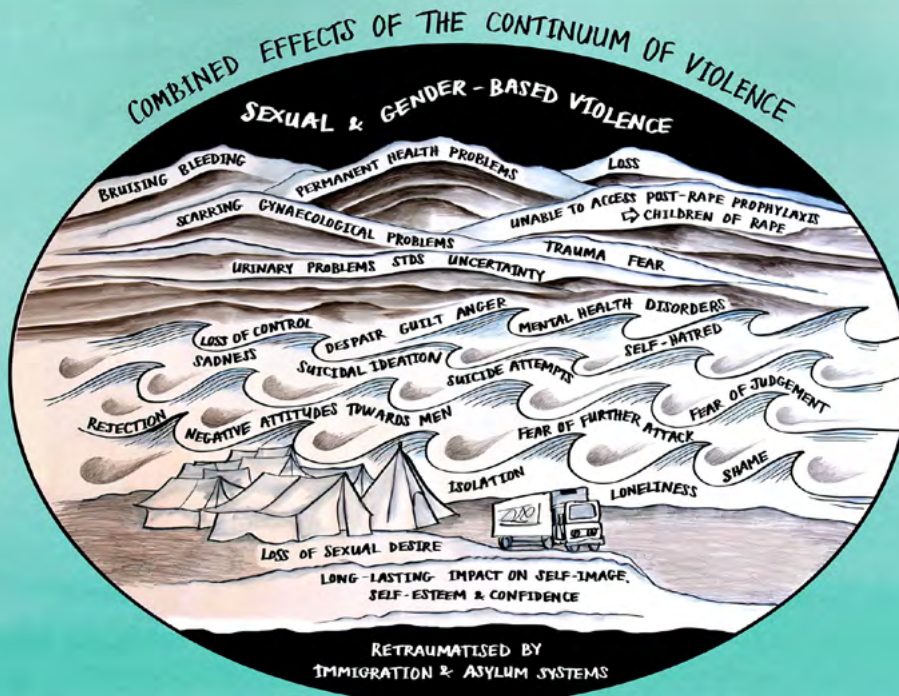 COMBINED EFFECTS OF THE CONTINUUM OF VIOLENCE
SEXUAL & GENDER-BASED VIOLENCE
BRUISING BLEEDING
PERMANENT HEALTH PROBLEMS
LOSS
SCARRING GYNAECOLOGICAL PROBLEMS
UNABLE TO ACCESS POST-RAPE PROPHYLAXIS
⇨ CHILDREN OF RAPE
URINARY PROBLEMS STDS UNCERTAINTY
TRAUMA FEAR
LOSS OF CONTROL
DESPAIR GUILT ANGER
MENTAL HEALTH DISORDERS
SADNESS
SUICIDAL IDEATION
SUICIDE ATTEMPTS
SELF-HATRED
REJECTION
NEGATIVE ATTITUDES TOWARDS MEN
FEAR OF FURTHER ATTACK
FEAR OF JUDGEMENT
ISOLATION
LONELINESS
SHAME
LOSS OF SEXUAL DESIRE
LONG-LASTING IMPACT ON SELF-IMAGE,
SELF-ESTEEM & CONFIDENCE
RETRAUMATISED BY
IMMIGRATION & ASYLUM SYSTEMS